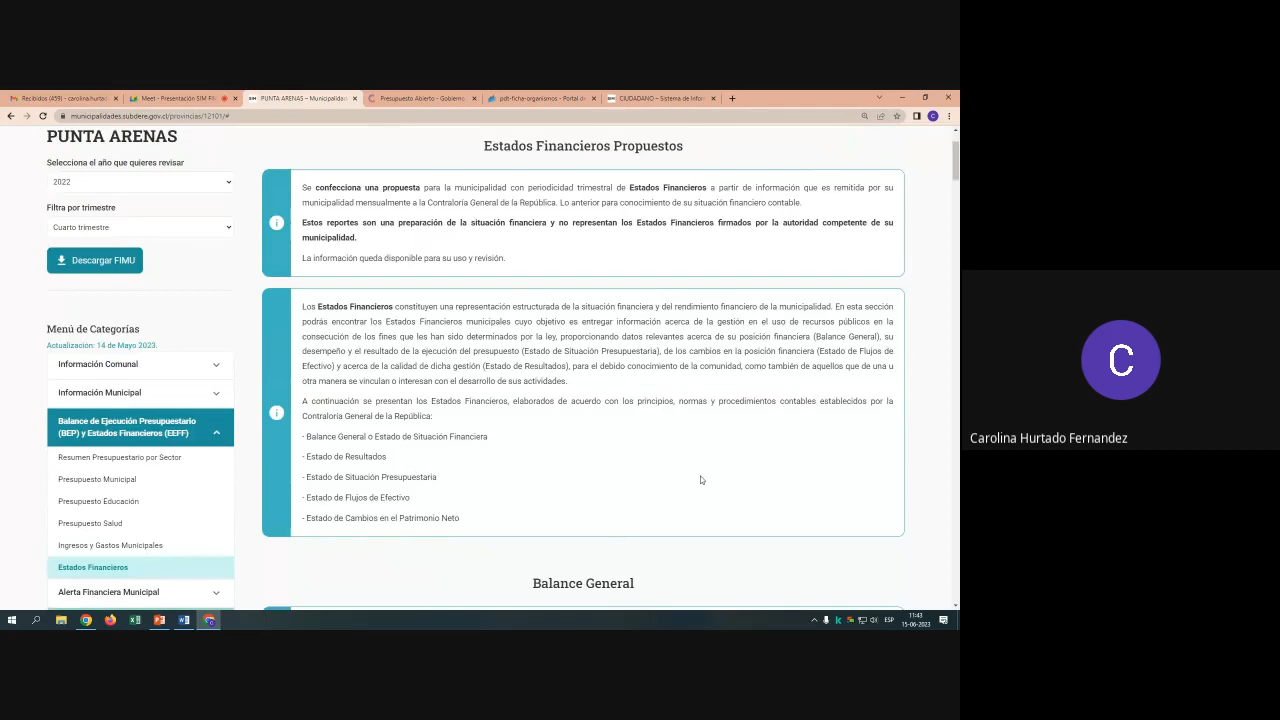 Recibidos (459) - carolina.hurtad
Meet - Presentación SIM FI
PUNTA ARENAS – Municipalidad
Presupuesto Abierto - Gobierno
pdt-ficha-organismos - Portal de
CIUDADANO – Sistema de Infor
municipalidades.subdere.gov.cl/provincias/12101/#
PUNTA ARENAS
Selecciona el año que quieres revisar
2022
Filtra por trimestre
Cuarto trimestre
Descargar FIMU
Menú de Categorías
Actualización: 14 de Mayo 2023.
Información Comunal
Información Municipal
Balance de Ejecución Presupuestario
(BEP) y Estados Financieros (EEFF)
Resumen Presupuestario por Sector
Presupuesto Municipal
Presupuesto Educación
Presupuesto Salud
Ingresos y Gastos Municipales
Estados Financieros
Alerta Financiera Municipal
Estados Financieros Propuestos
Se confecciona una propuesta para la municipalidad con periodicidad trimestral de Estados Financieros a partir de información que es remitida por su
municipalidad mensualmente a la Contraloría General de la República. Lo anterior para conocimiento de su situación financiero contable.
Estos reportes son una preparación de la situación financiera y no representan los Estados Financieros firmados por la autoridad competente de su
municipalidad.
La información queda disponible para su uso y revisión.
Los Estados Financieros constituyen una representación estructurada de la situación financiera y del rendimiento financiero de la municipalidad. En esta sección
podrás encontrar los Estados Financieros municipales cuyo objetivo es entregar información acerca de la gestión en el uso de recursos públicos en la
consecución de los fines que les han sido determinados por la ley, proporcionando datos relevantes acerca de su posición financiera (Balance General), su
desempeño y el resultado de la ejecución del presupuesto (Estado de Situación Presupuestaria), de los cambios en la posición financiera (Estado de Flujos de
Efectivo) y acerca de la calidad de dicha gestión (Estado de Resultados), para el debido conocimiento de la comunidad, como también de aquellos que de una u
otra manera se vinculan o interesan con el desarrollo de sus actividades.
A continuación se presentan los Estados Financieros, elaborados de acuerdo con los principios, normas y procedimientos contables establecidos por la
Contraloría General de la República:
- Balance General o Estado de Situación Financiera
- Estado de Resultados
- Estado de Situación Presupuestaria
- Estado de Flujos de Efectivo
- Estado de Cambios en el Patrimonio Neto
Balance General
ESP
11:43
15-06-2023
C
Carolina Hurtado Fernandez